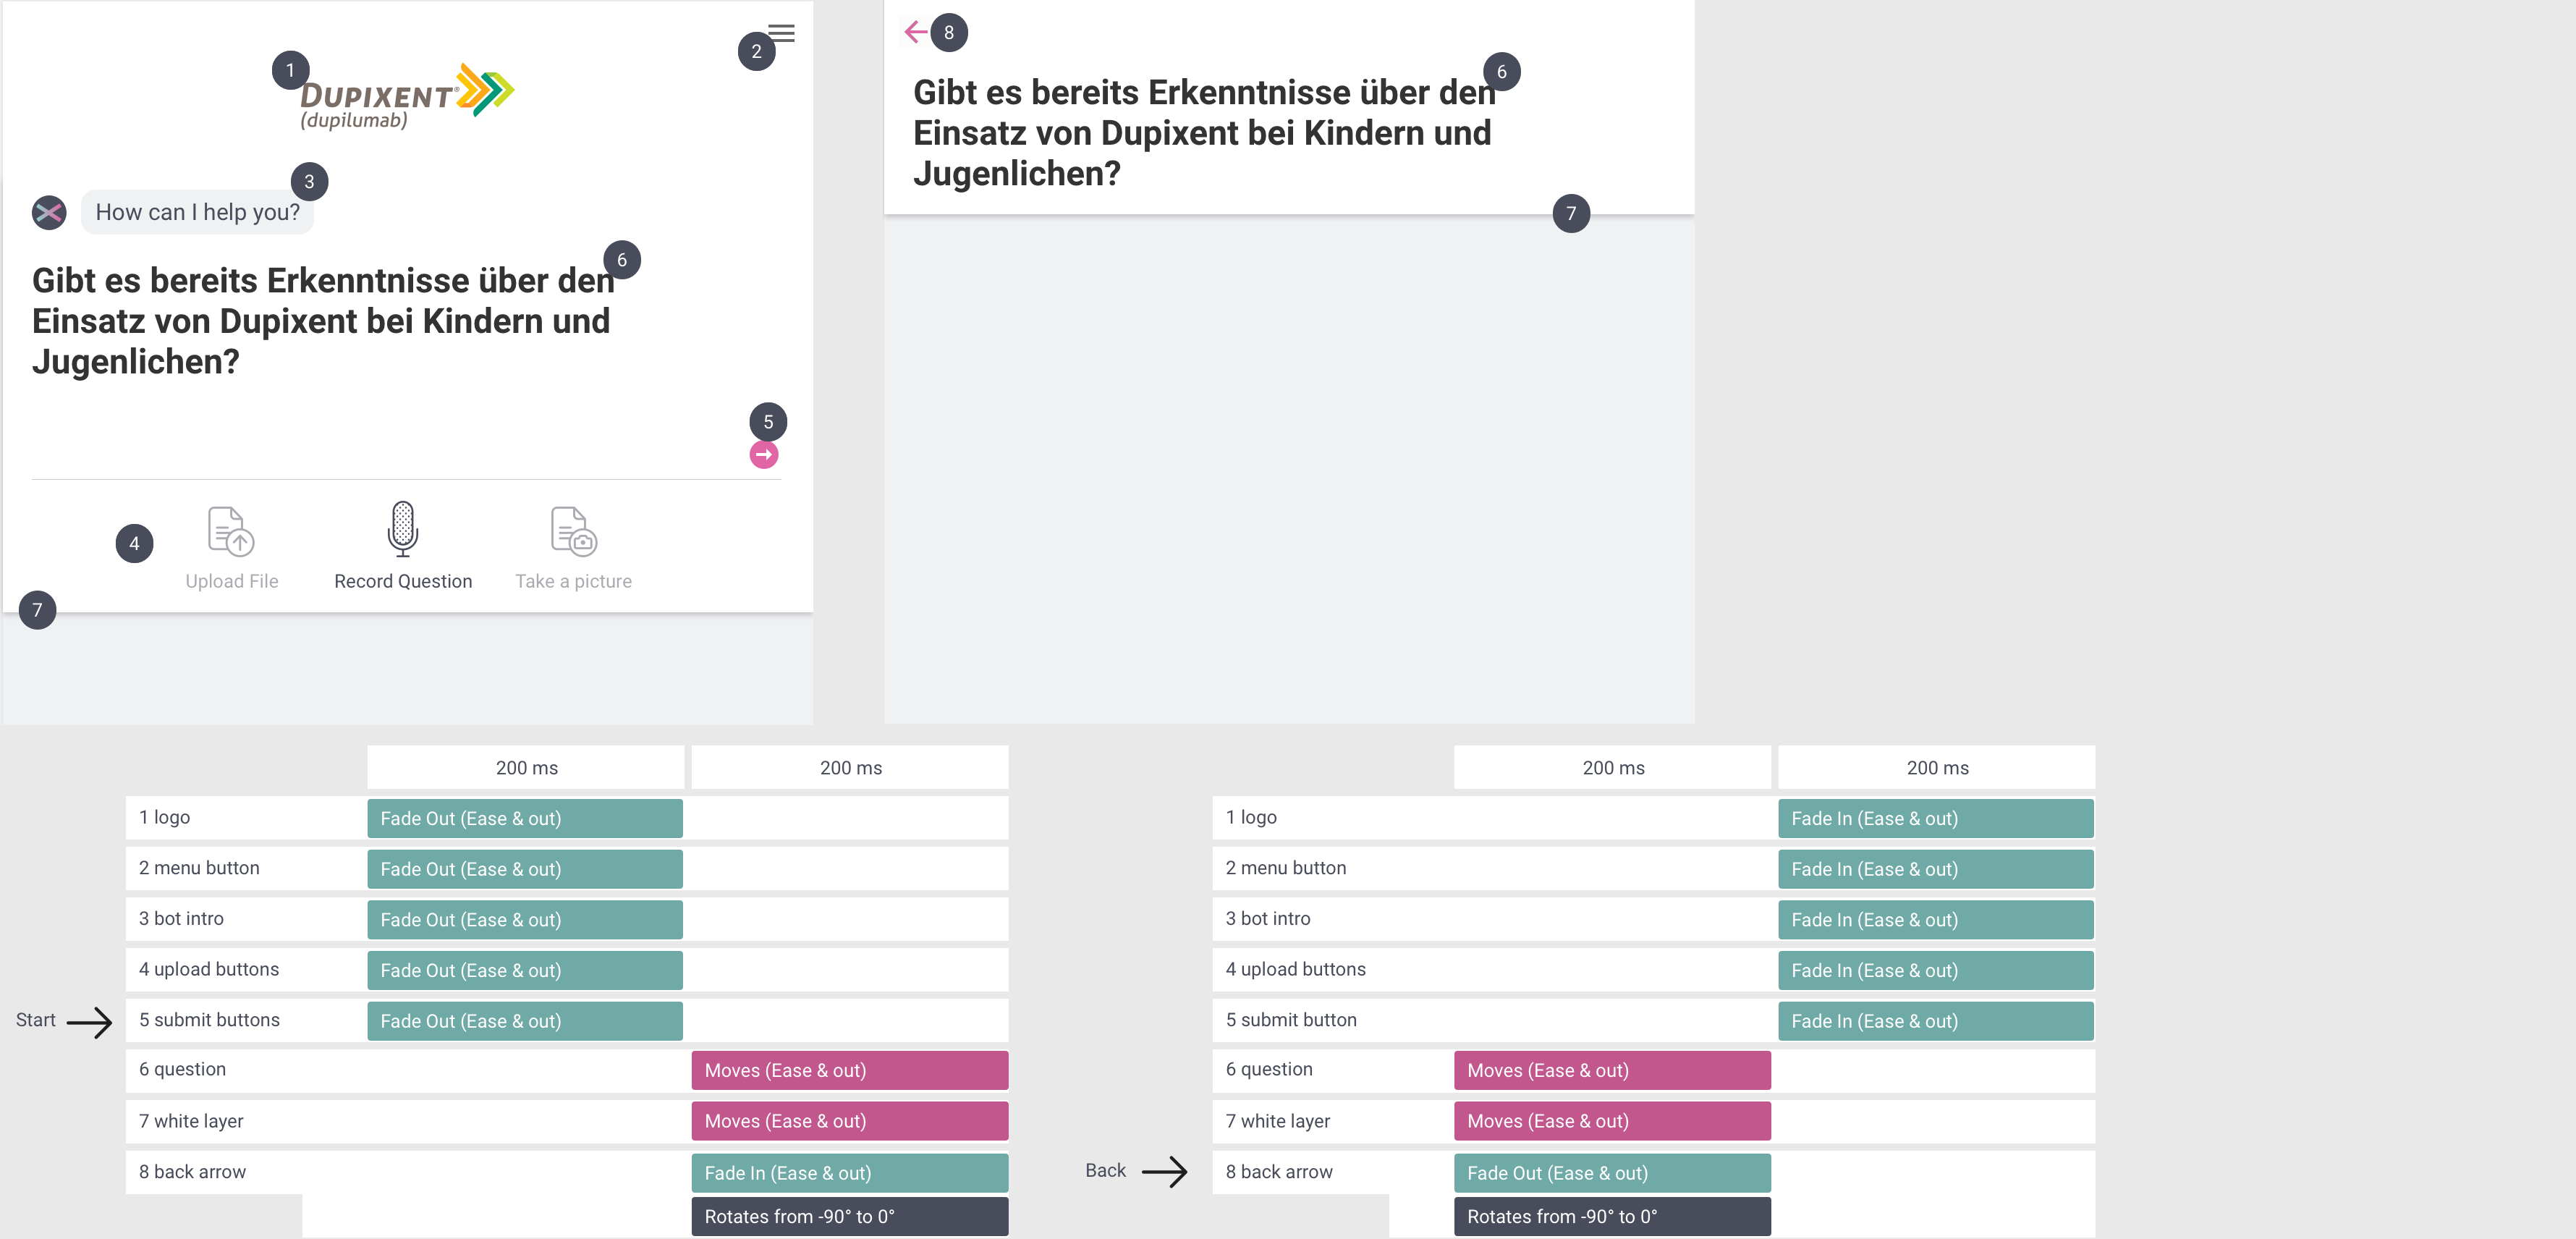 1
2
DUPIXENT®
(dupilumab)
3
How can I help you?
6
Gibt es bereits Erkenntnisse über den
Einsatz von Dupixent bei Kindern und
Jugenlichen?
5
4
Upload File
Record Question
Take a picture
7
8
6
Gibt es bereits Erkenntnisse über den
Einsatz von Dupixent bei Kindern und
Jugenlichen?
7
200 ms
200 ms
1 logo
Fade Out (Ease & out)
2 menu button
Fade Out (Ease & out)
3 bot intro
Fade Out (Ease & out)
4 upload buttons
Fade Out (Ease & out)
Start
5 submit buttons
Fade Out (Ease & out)
6 question
Moves (Ease & out)
7 white layer
Moves (Ease & out)
8 back arrow
Fade In (Ease & out)
Rotates from -90° to 0°
200 ms
200 ms
1 logo
Fade In (Ease & out)
2 menu button
Fade In (Ease & out)
3 bot intro
Fade In (Ease & out)
4 upload buttons
Fade In (Ease & out)
5 submit button
Fade In (Ease & out)
6 question
Moves (Ease & out)
7 white layer
Moves (Ease & out)
Back
8 back arrow
Fade Out (Ease & out)
Rotates from -90° to 0°